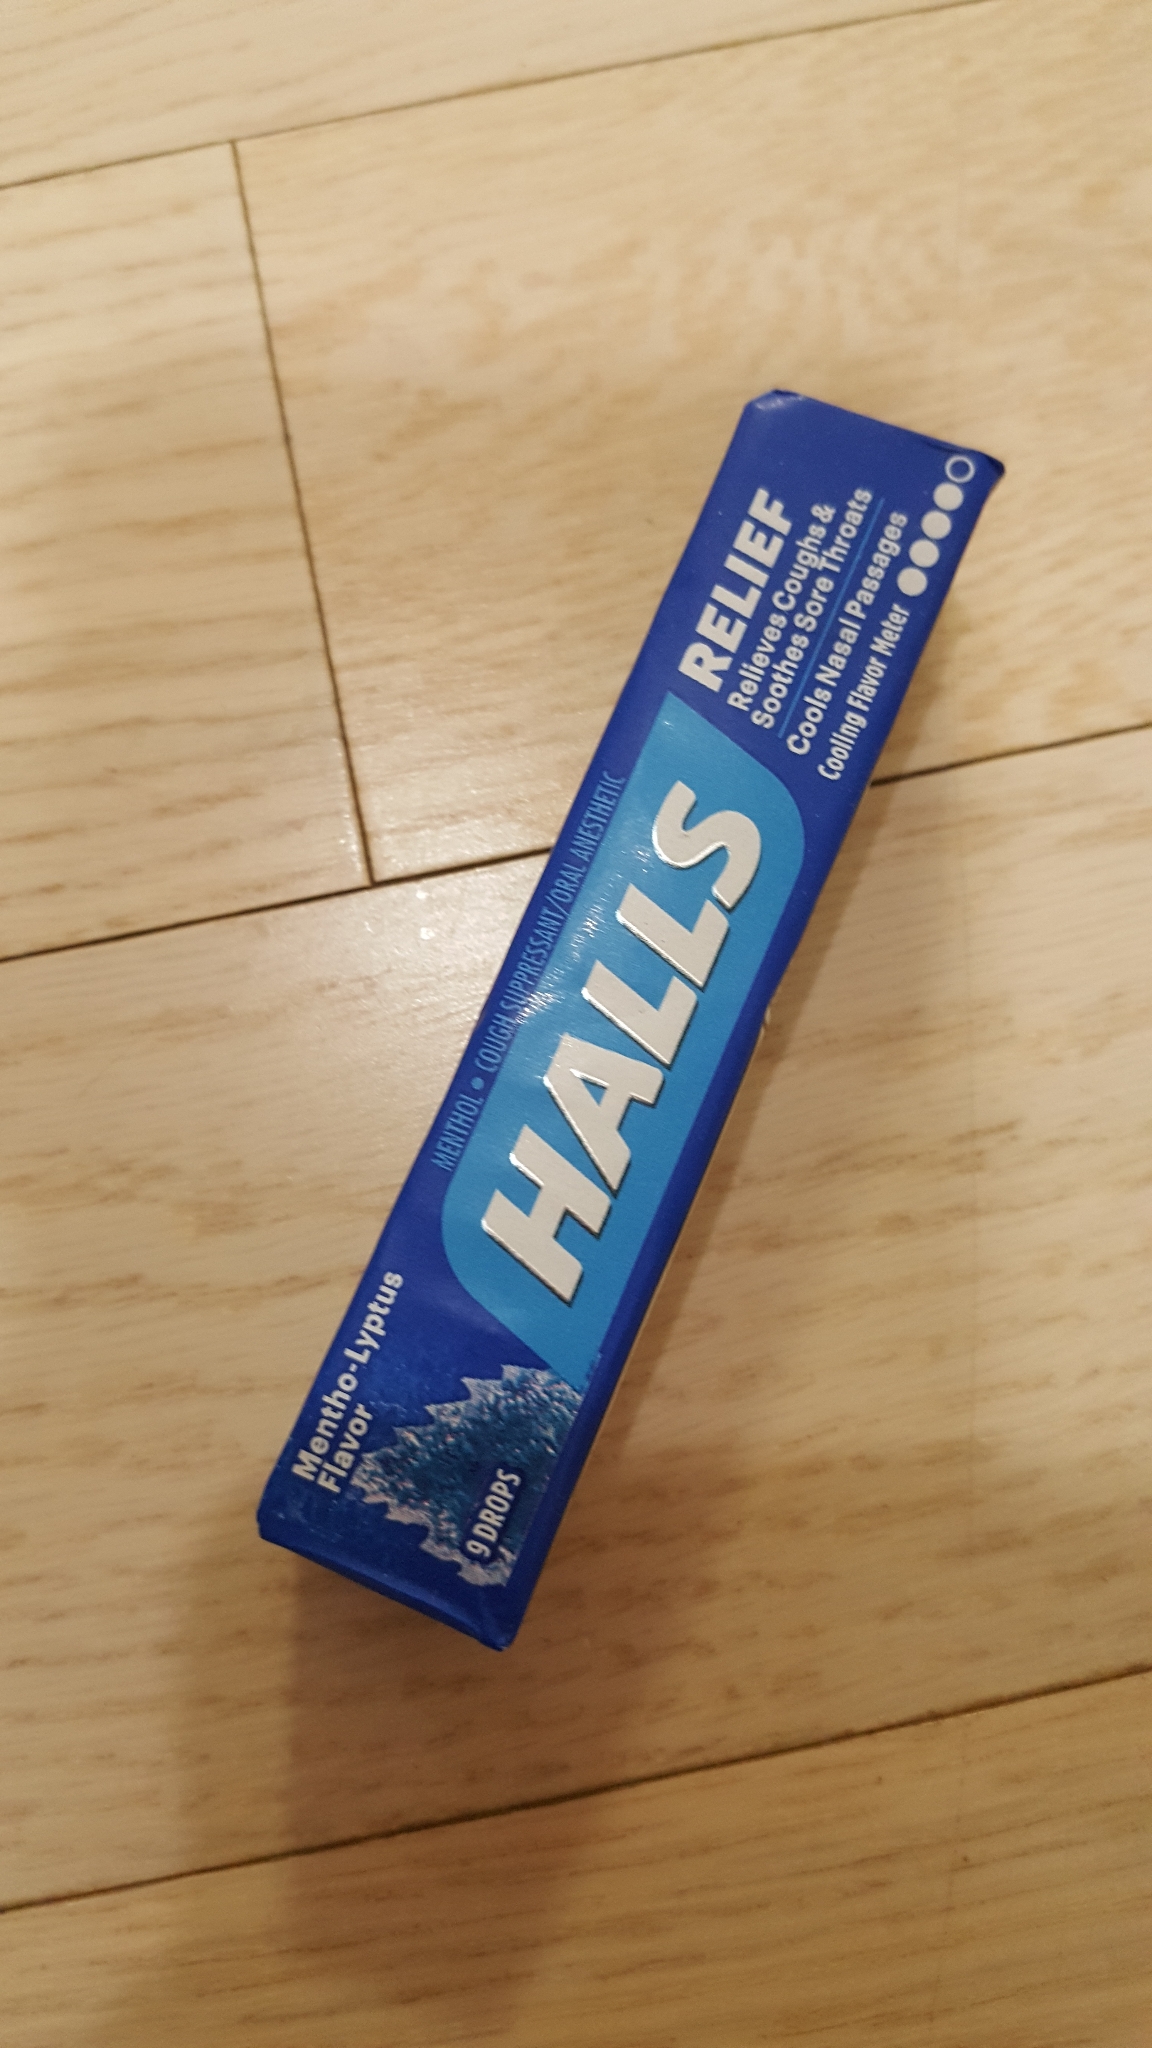 Mentho-Lyptus
Flavor
9 DROPS
MENTHOL • COUGH SUPPRESSANT/ORAL ANESTHETIC
HALLS
RELIEF
Relieves Coughs &
Soothes Sore Throats
Cools Nasal Passages
Cooling Flavor Meter